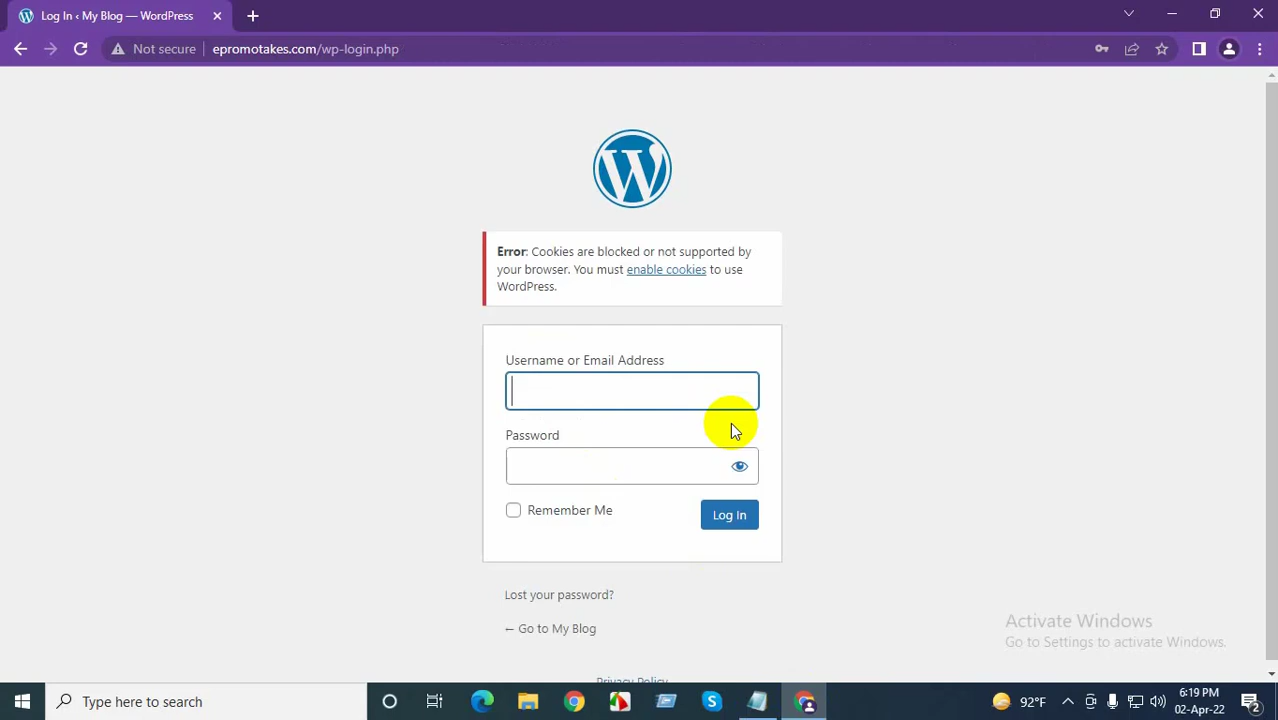 Log In ‹ My Blog — WordPress
Not secure
epromotakes.com/wp-login.php
W
Error: Cookies are blocked or not supported by
your browser. You must enable cookies to use
WordPress.
Username or Email Address
Password
Remember Me
Log In
Lost your password?
← Go to My Blog
Privacy Policy
Activate Windows
Go to Settings to activate Windows.
Type here to search
92°F
6:19 PM
02-Apr-22
2